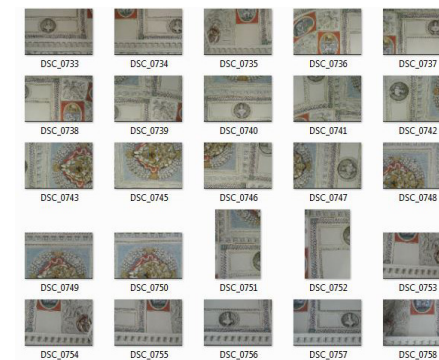 DSC_0733 DSC_0734 DSC_0735 DSC_0736 DSC_0737
DSC_0738 DSC_0739 DSC_0740 DSC_0741 DSC_0742
DSC_0743 DSC_0745 DSC_0746 DSC_0747 DSC_0748
DSC_0749 DSC_0750 DSC_0751 DSC_0752 DSC_0753
DSC_0754 DSC_0755 DSC_0756 DSC_0757 DSC_0758